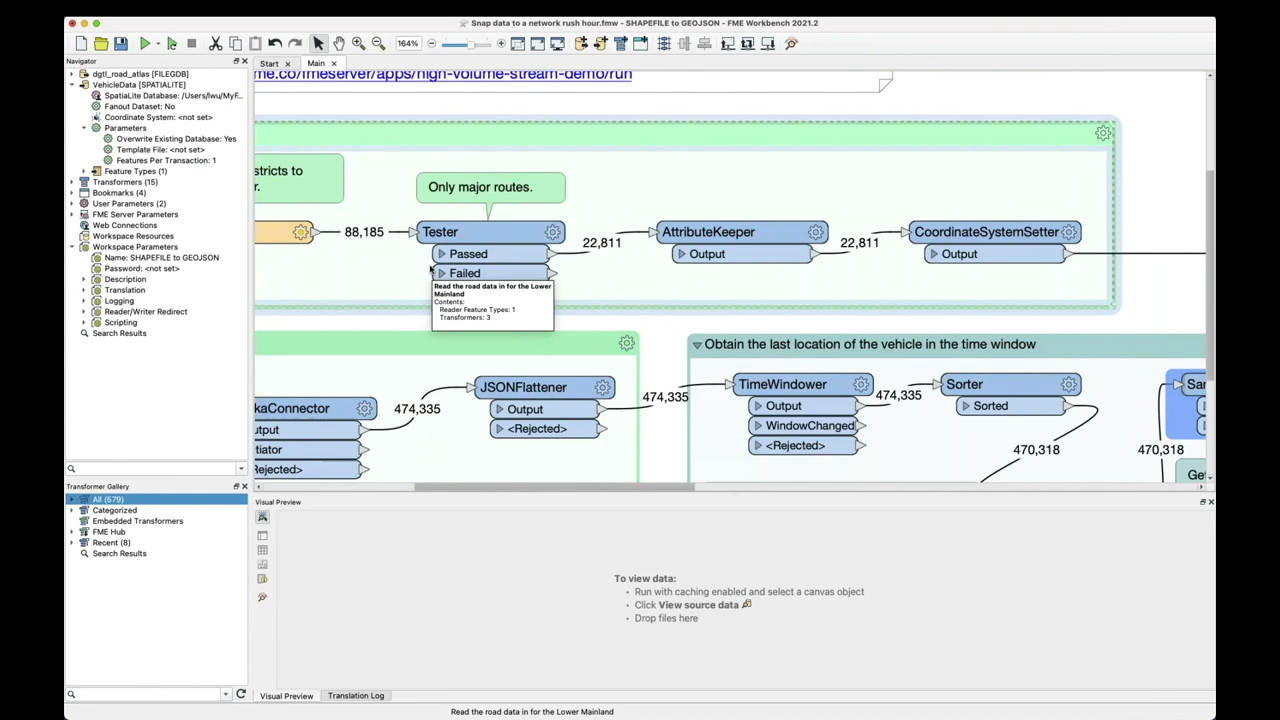 Snap data to a network rush hour.fmw - SHAPEFILE to GEOJSON - FME Workbench 2021.2
164%
Navigator
dgtl_road_atlas [FILEGDB]
VehicleData [SPATIALITE]
SpatiaLite Database: /Users/lwu/MyF...
Fanout Dataset: No
Coordinate System: <not set>
Parameters
Overwrite Existing Database: Yes
Template File: <not set>
Features Per Transaction: 1
Feature Types (1)
Transformers (15)
Bookmarks (4)
User Parameters (2)
FME Server Parameters
Web Connections
Workspace Resources
Workspace Parameters
Name: SHAPEFILE to GEOJSON
Password: <not set>
Description
Translation
Logging
Reader/Writer Redirect
Scripting
Search Results
Transformer Gallery
All (579)
Categorized
Embedded Transformers
FME Hub
Recent (8)
Search Results
Start
Main
me.co/fmeserver/apps/high-volume-stream-demo/run
stricts to
r.
Only major routes.
88,185
Tester
Passed
Failed
22,811
AttributeKeeper
Output
22,811
CoordinateSystemSetter
Output
Read the road data in for the Lower
Mainland
Contents:
Reader Feature Types: 1
Transformers: 3
Obtain the last location of the vehicle in the time window
kaConnector
utput
tiator
Rejected>
474,335
JSONFlattener
Output
<Rejected>
474,335
TimeWindower
Output
WindowChanged
<Rejected>
474,335
Sorter
Sorted
470,318
470,318
Sar
Get
Visual Preview
To view data:
• Run with caching enabled and select a canvas object
• Click View source data
• Drop files here
Visual Preview
Translation Log
Read the road data in for the Lower Mainland